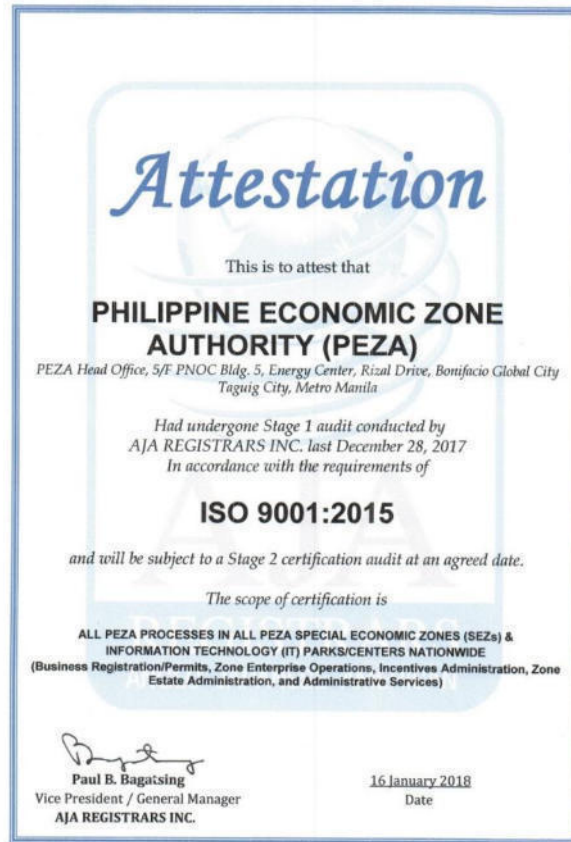 Attestation
This is to attest that
PHILIPPINE ECONOMIC ZONE
AUTHORITY (PEZA)
PEZA Head Office, 5/F PNOC Bldg. 5, Energy Center, Rizal Drive, Bonifacio Global City
Taguig City, Metro Manila
Had undergone Stage 1 audit conducted by
AJA REGISTRARS INC. last December 28, 2017
In accordance with the requirements of
ISO 9001:2015
and will be subject to a Stage 2 certification audit at an agreed date.
The scope of certification is
ALL PEZA PROCESSES IN ALL PEZA SPECIAL ECONOMIC ZONES (SEZs) &
INFORMATION TECHNOLOGY (IT) PARKS/CENTERS NATIONWIDE
(Business Registration/Permits, Zone Enterprise Operations, Incentives Administration, Zone
Estate Administration, and Administrative Services)
Paul B. Bagatsing
Vice President / General Manager
AJA REGISTRARS INC.
16 January 2018
Date
AJA
REGISTRARS